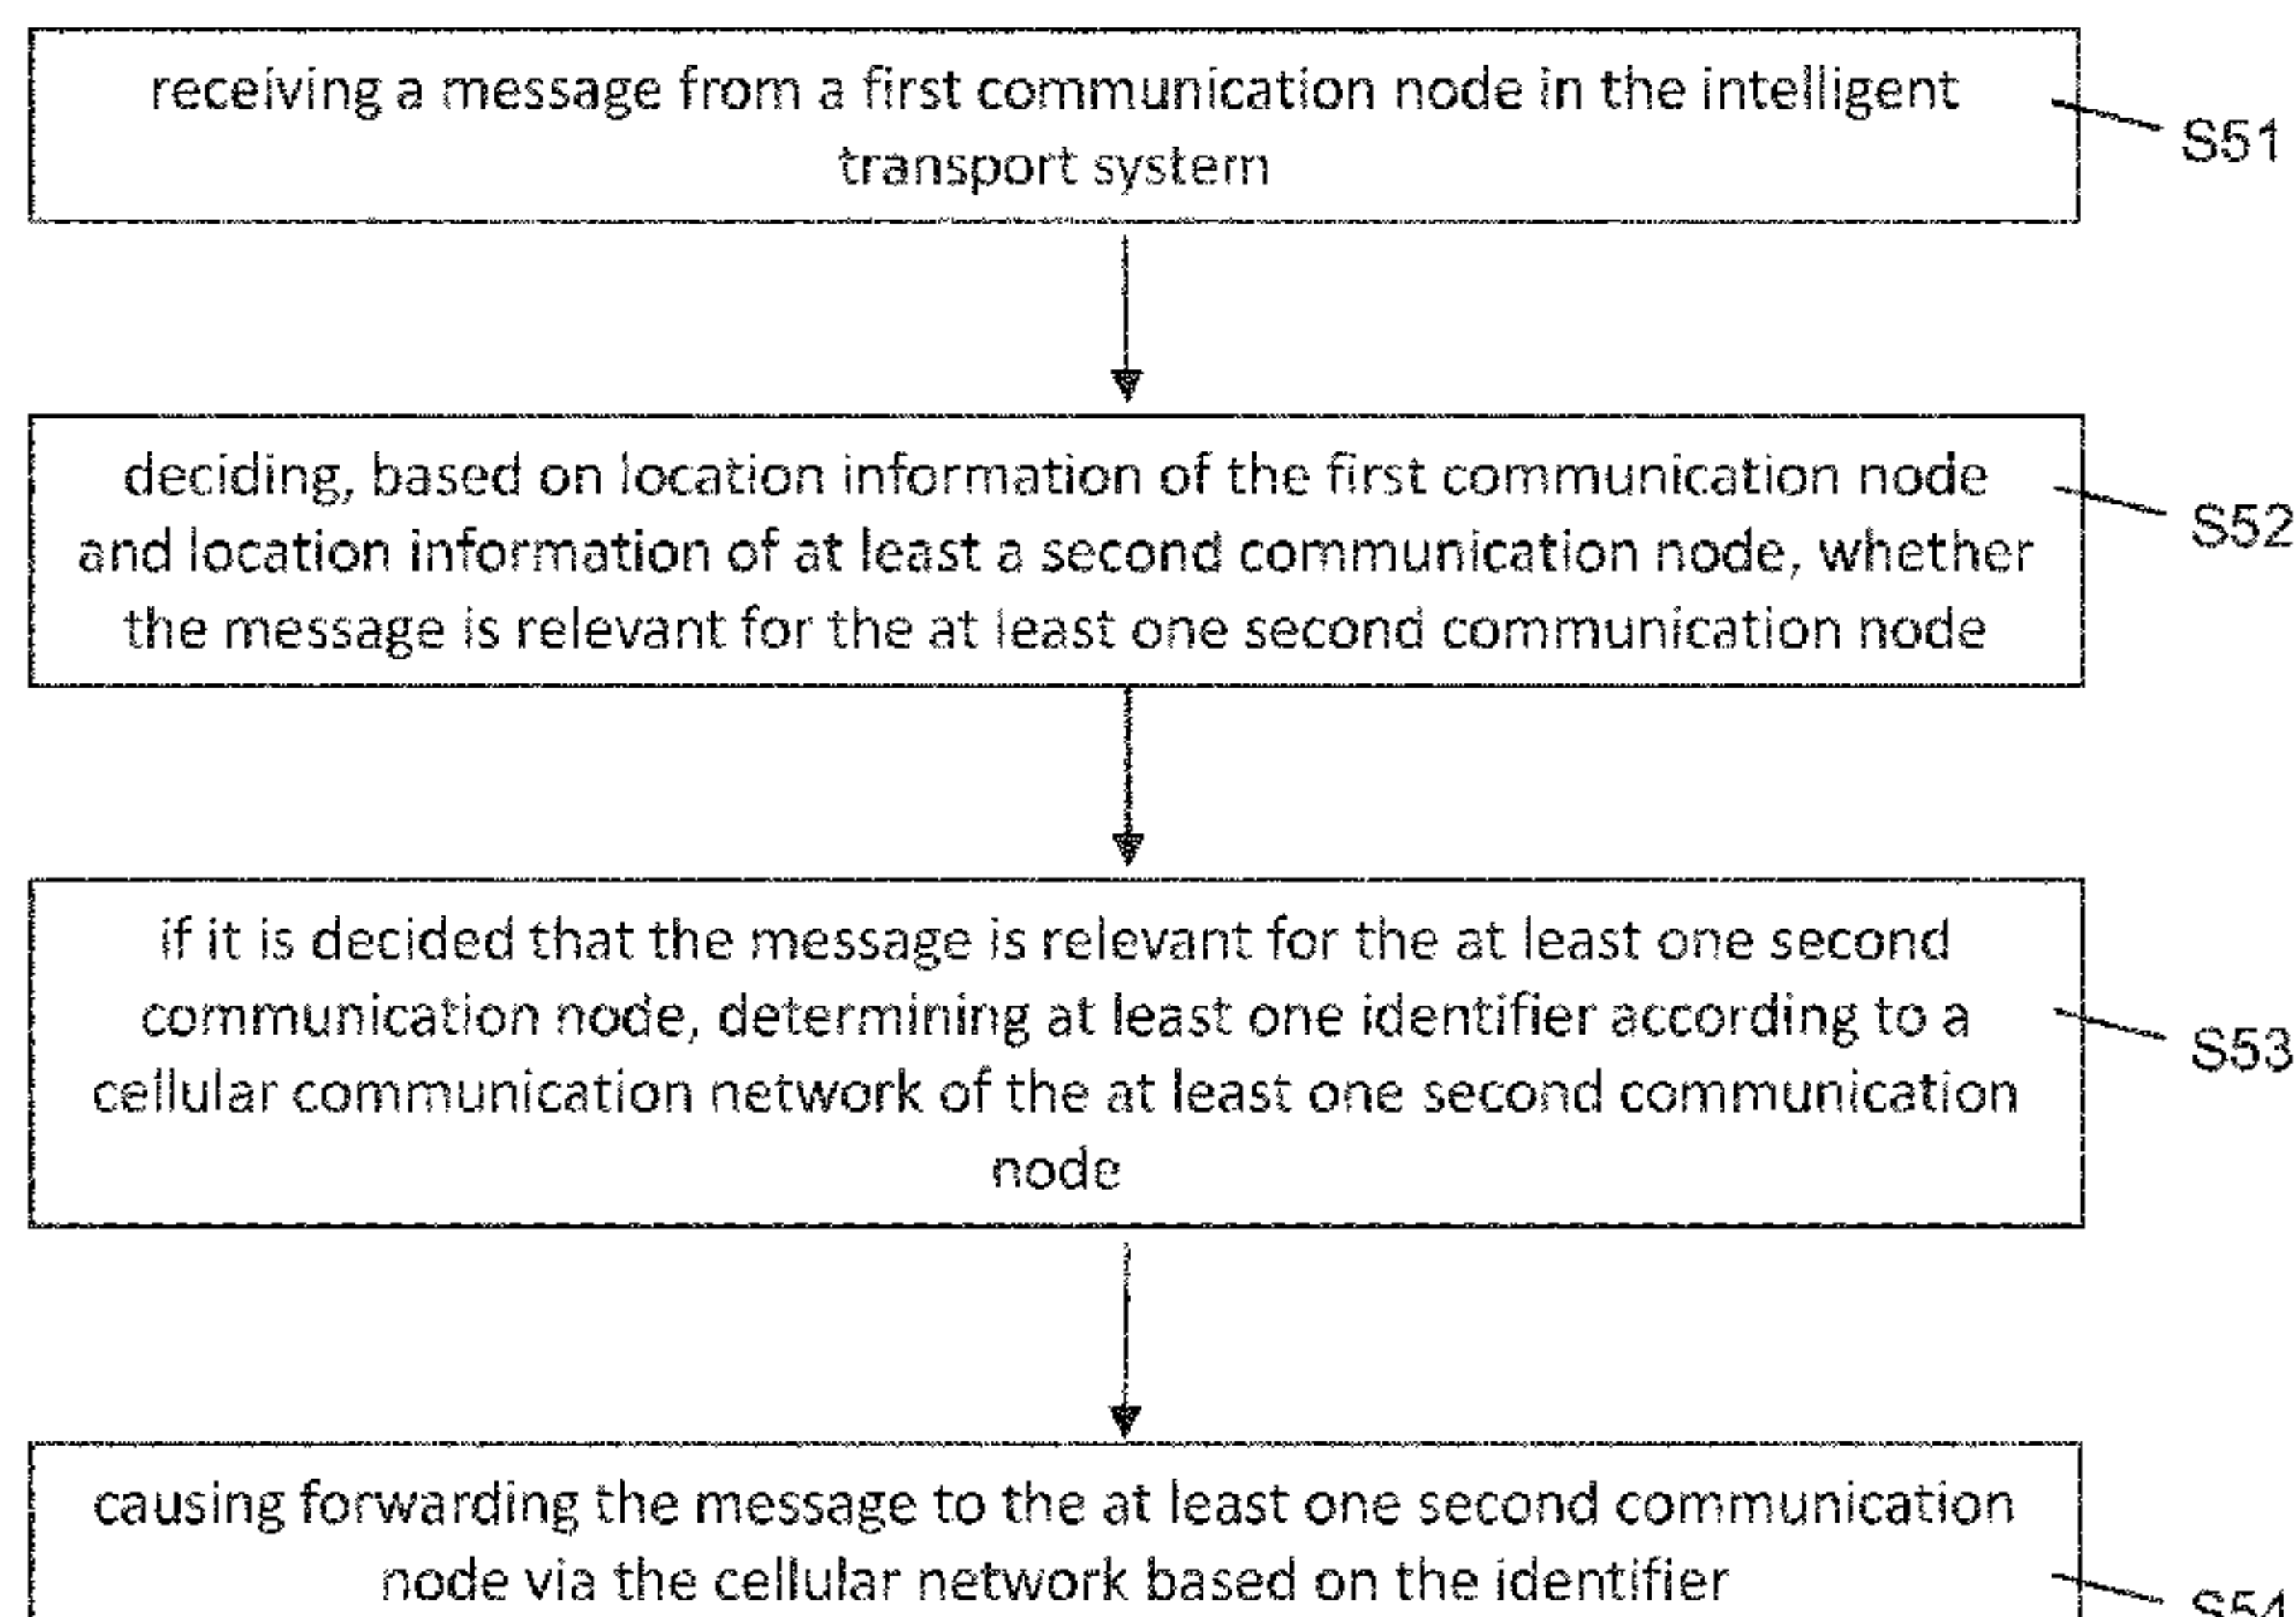 receiving a message from a first communication node in the intelligent
transport system
S51
deciding, based on location information of the first communication node
and location information of at least a second communication node, whether
the message is relevant for the at least one second communication node
S52
if it is decided that the message is relevant for the at least one second
communication node, determining at least one identifier according to a
cellular communication network of the at least one second communication
node
S53
causing forwarding the message to the at least one second communication
node via the cellular network based on the identifier
S54